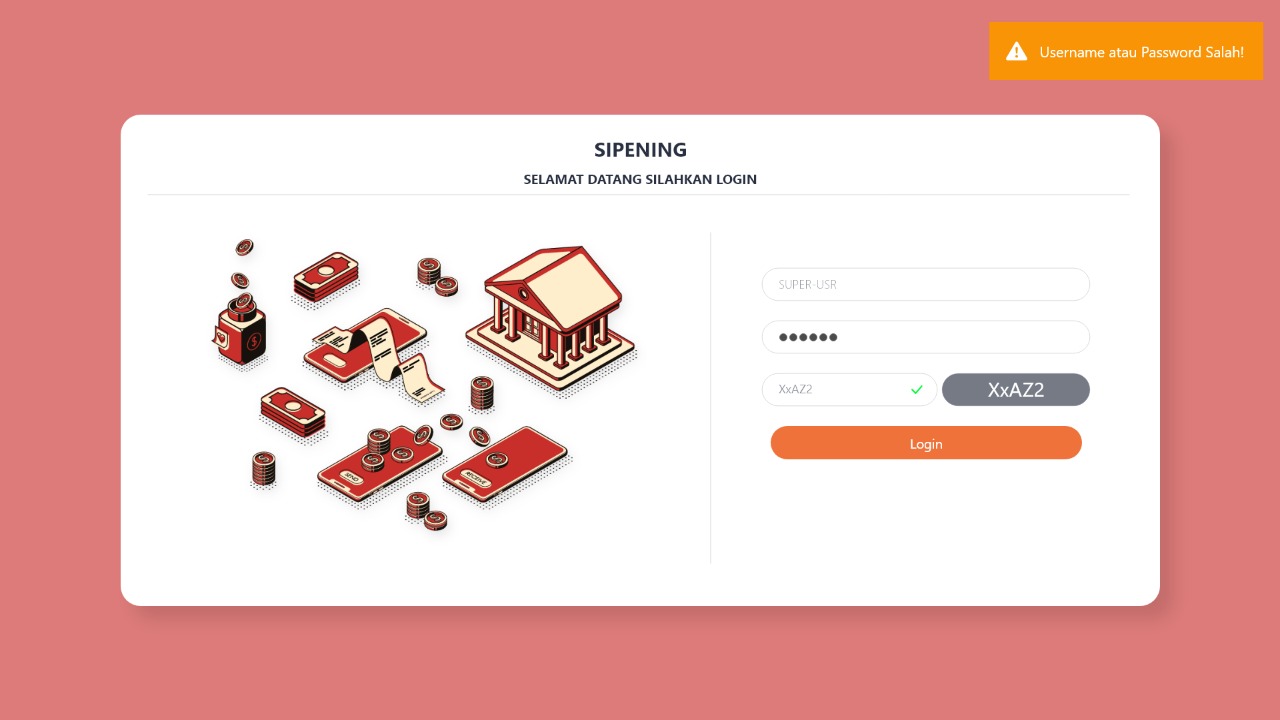 Username atau Password Salah!
SIPENING
SELAMAT DATANG SILAHKAN LOGIN
SUPER-USR
XxAZ2
XxAZ2
Login
SEND
RECEIVE